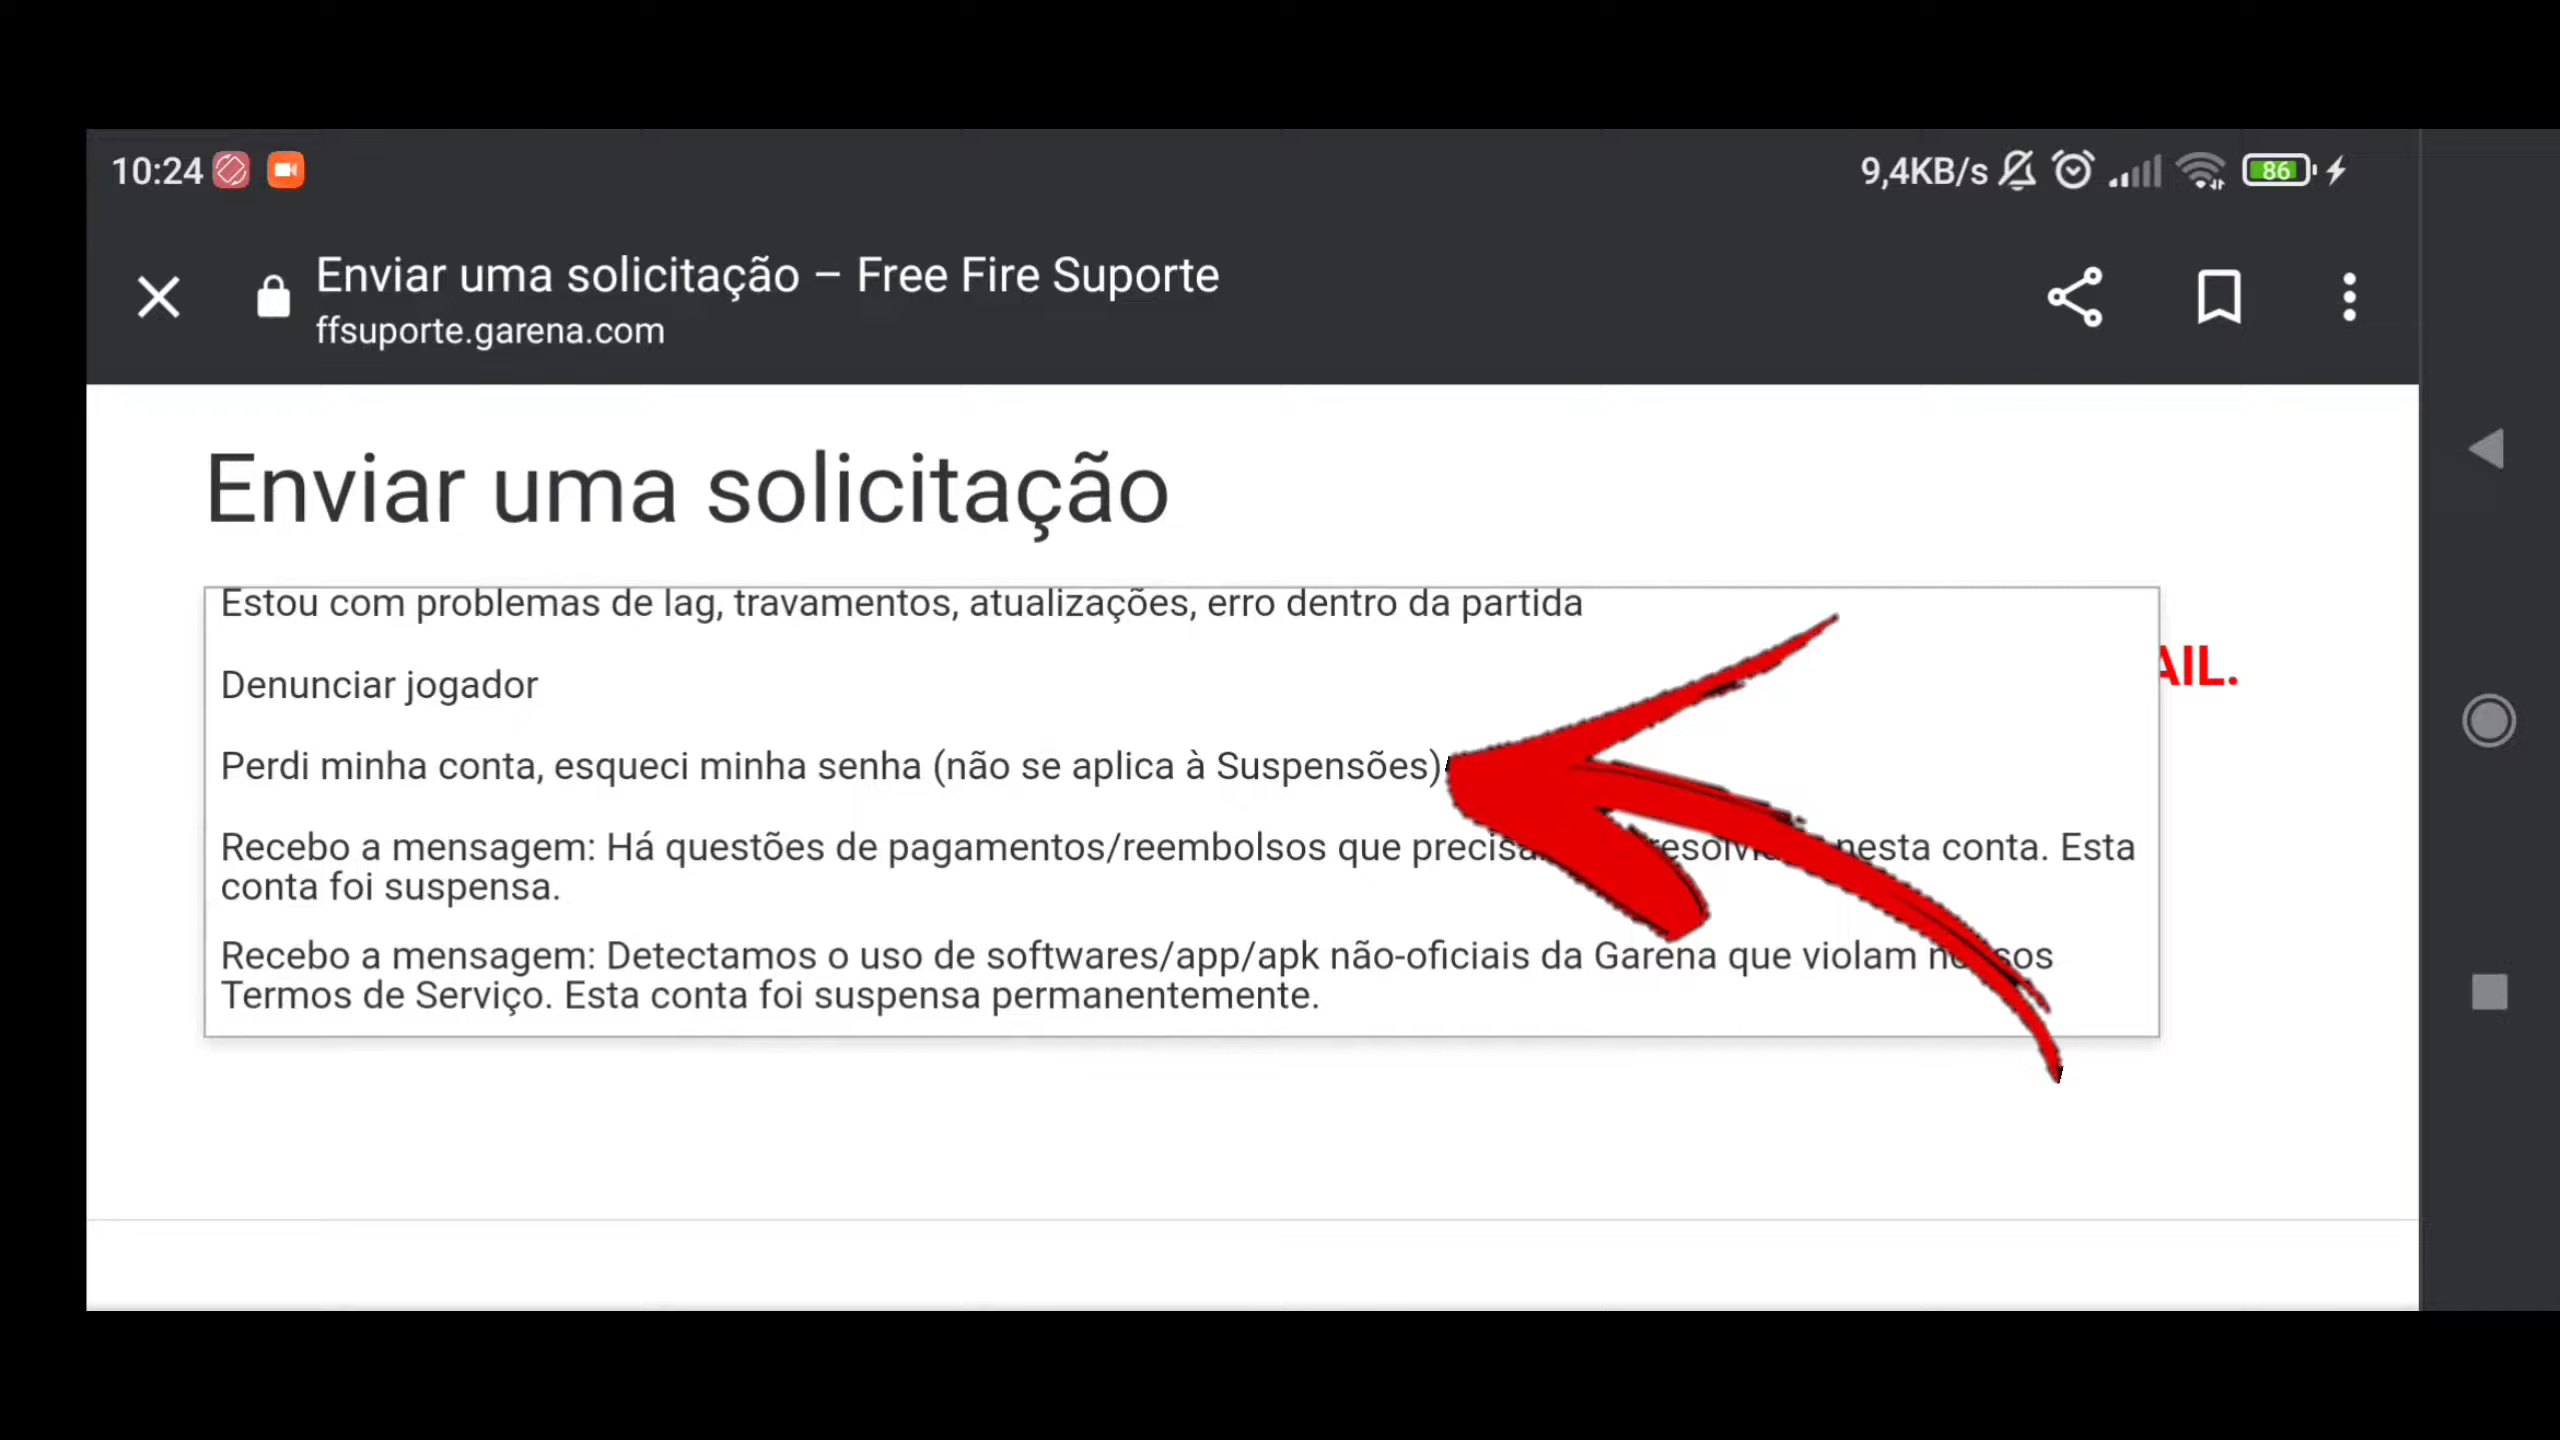 10:24
9,4KB/s
86
Enviar uma solicitação – Free Fire Suporte
ffsuporte.garena.com
Enviar uma solicitação
Estou com problemas de lag, travamentos, atualizações, erro dentro da partida
AIL.
Denunciar jogador
Perdi minha conta, esqueci minha senha (não se aplica à Suspensões)
Recebo a mensagem: Há questões de pagamentos/reembolsos que nesta conta. Esta
conta foi suspensa.
Recebo a mensagem: Detectamos o uso de softwares/app/apk não-oficiais da Garena que violam nossos
Termos de Serviço. Esta conta foi suspensa permanentemente.